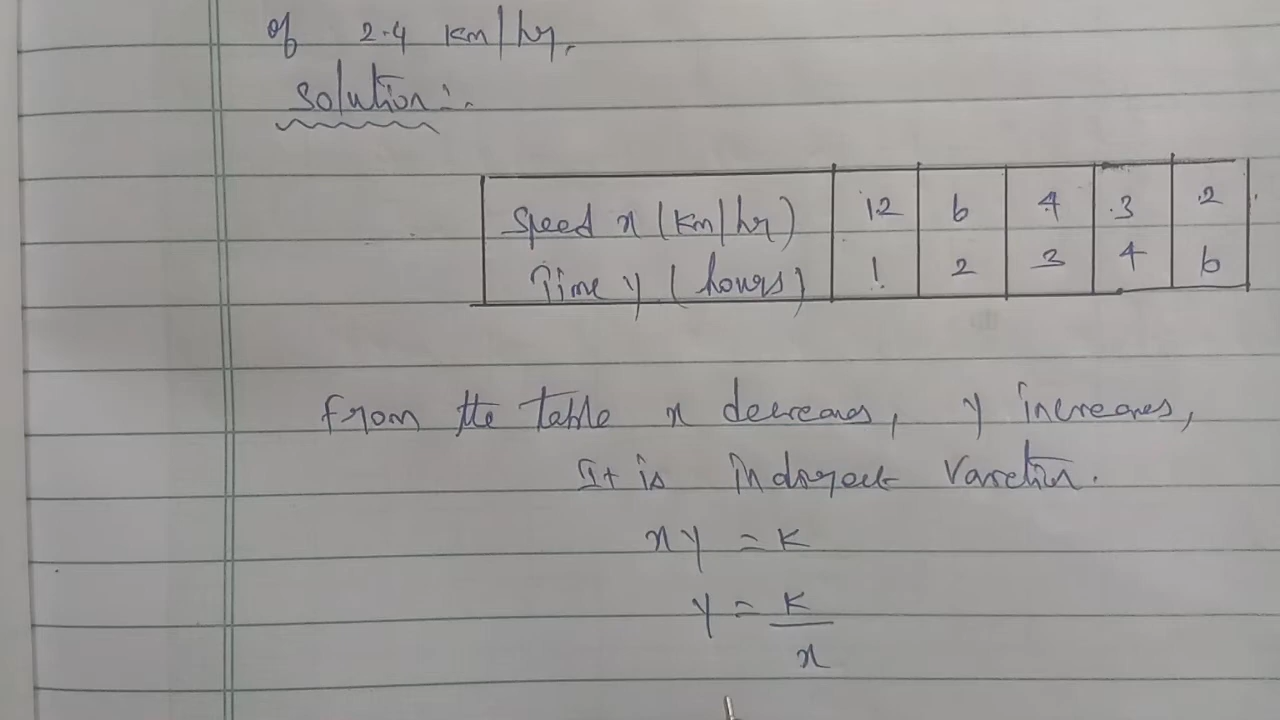 of 2.4 km/hr.
Solution:-
Speed x (km/hr) 12 6 4 3 2
Time y (hours) 1 2 3 4 6
From the table x decreases, y increases,
It is indirect variation.
xy = k
y = k/x